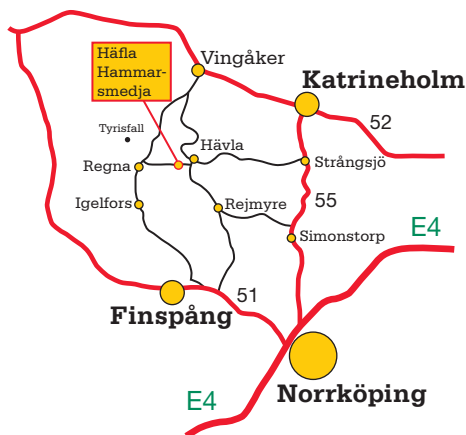 Häfla
Hammar-
smedja
Vingåker
Katrineholm
52
Tyrisfall
Hävla
Regna
Strångsjö
55
Igelfors
Rejmyre
E4
Simonstorp
51
Finspång
Norrköping
E4